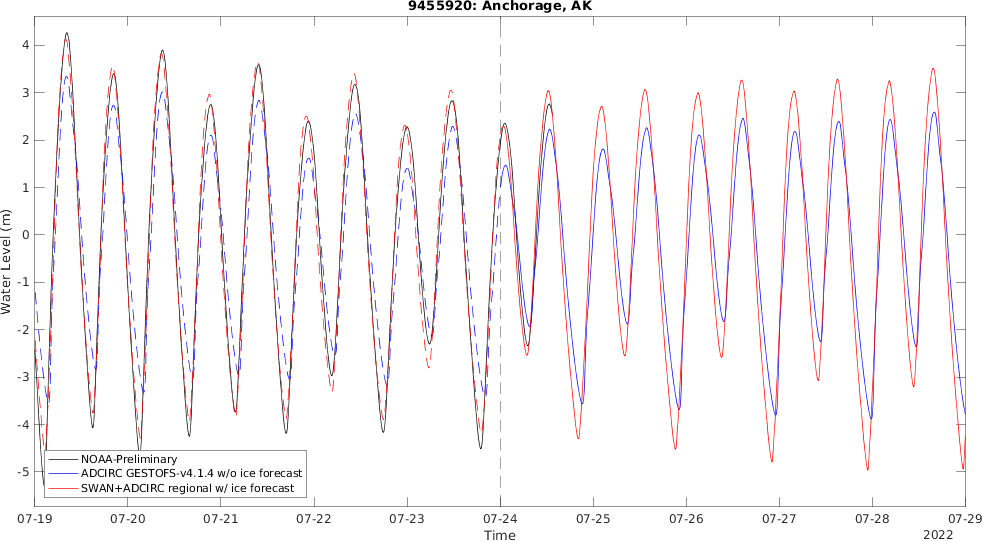 9455920: Anchorage, AK
Water Level (m)
4
3
2
1
0
-1
-2
-3
-4
-5
NOAA-Preliminary
ADCIRC GESTOFS-v4.1.4 w/o ice forecast
SWAN+ADCIRC regional w/ ice forecast
07-19 07-20 07-21 07-22 07-23 07-24 07-25 07-26 07-27 07-28 07-29
Time
2022